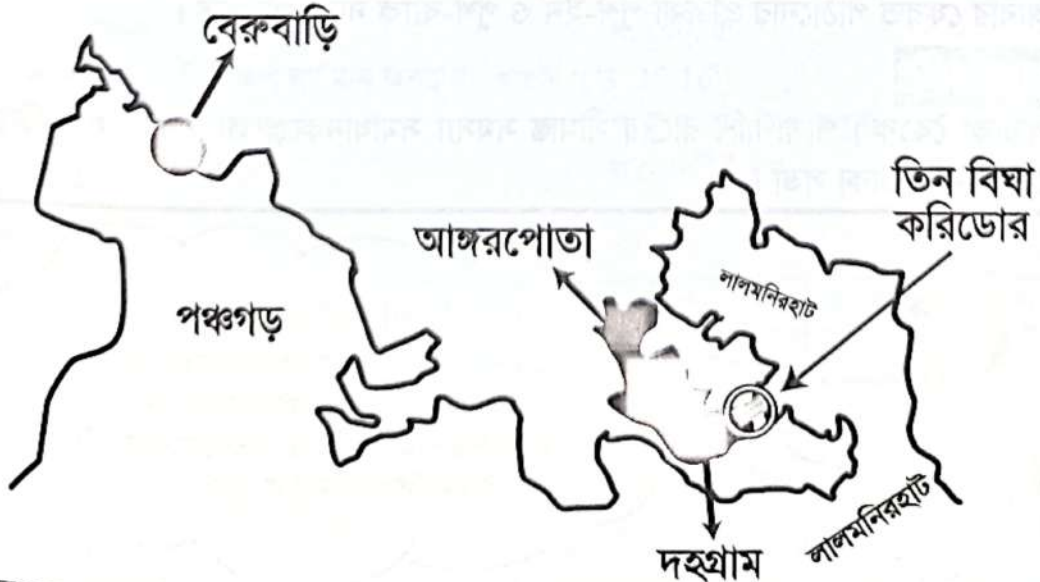 বেরুবাড়ি
তিন বিঘা
করিডোর
আঙ্গরপোতা
লালমনিরহাট
পঞ্চগড়
লালমনিরহাট
দহগ্রাম